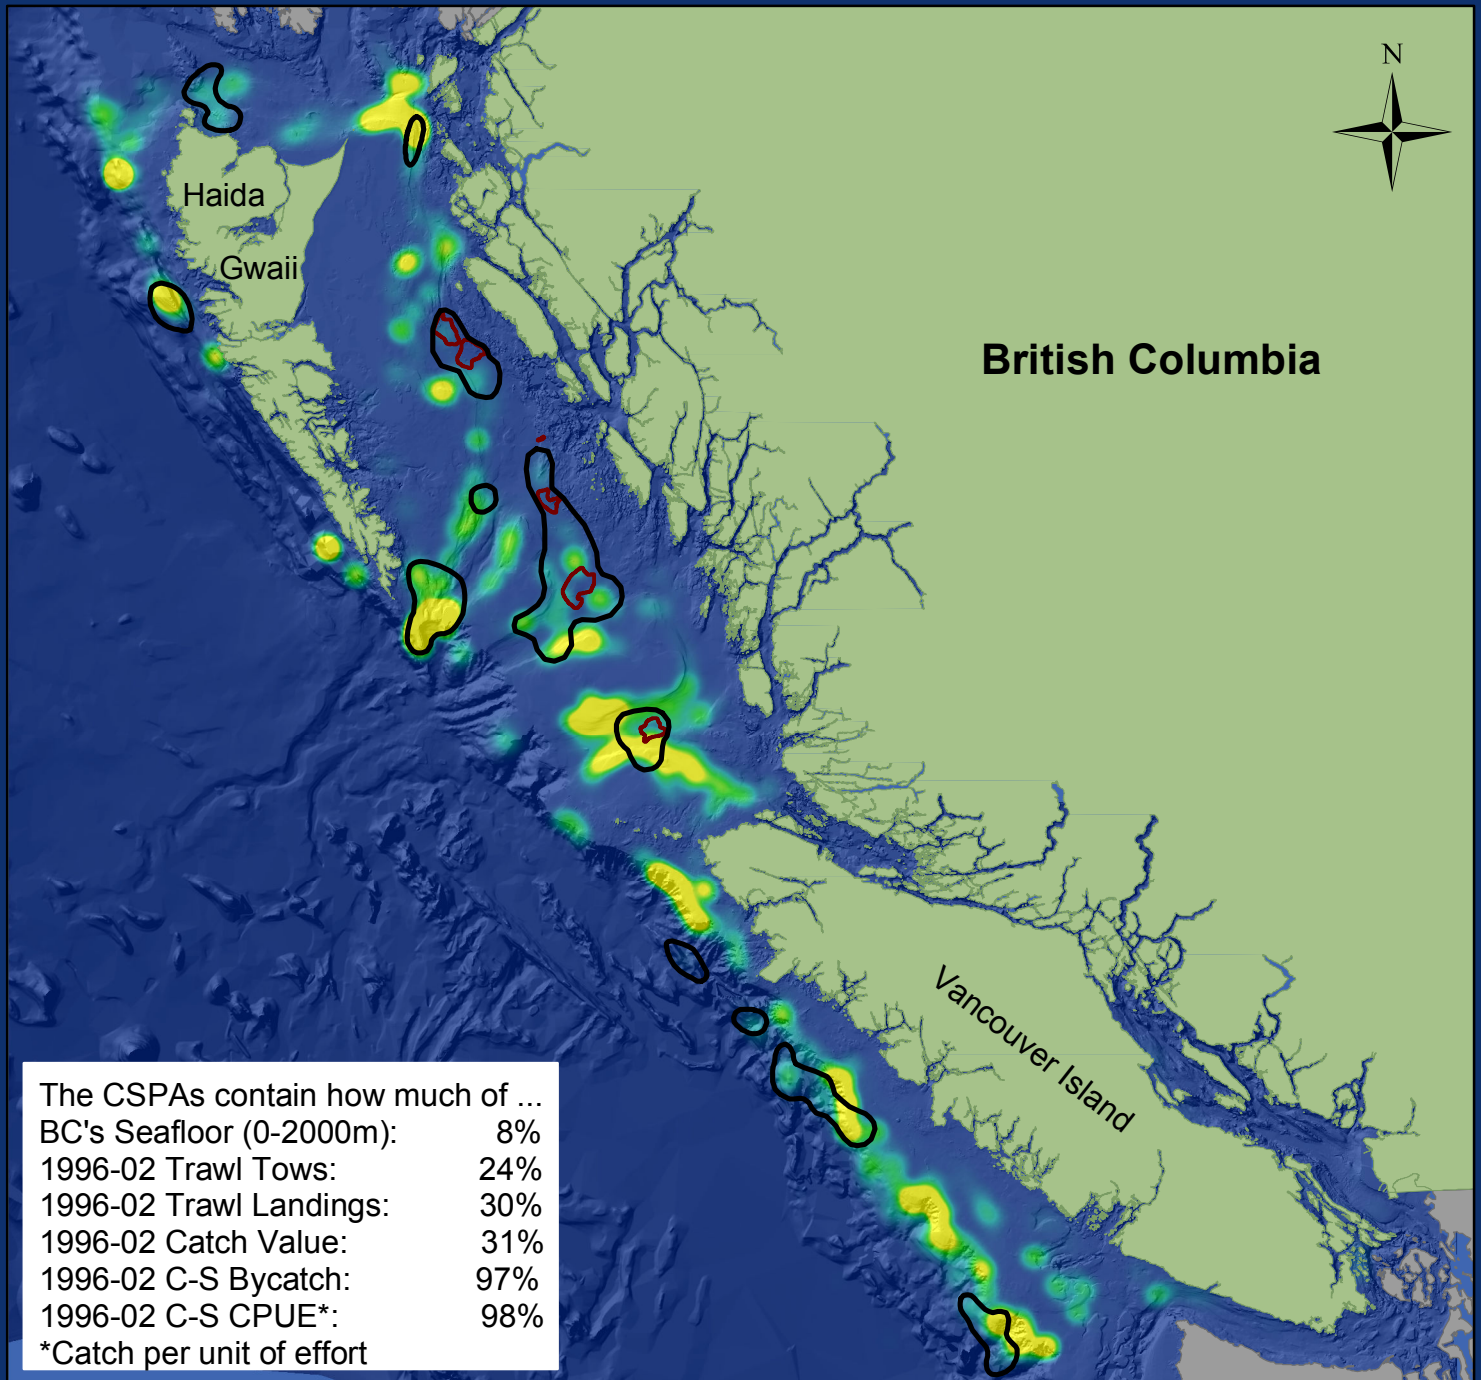 N
Haida
Gwaii
British Columbia
Vancouver Island
The CSPAs contain how much of ...
BC's Seafloor (0-2000m): 8%
1996-02 Trawl Tows: 24%
1996-02 Trawl Landings: 30%
1996-02 Catch Value: 31%
1996-02 C-S Bycatch: 97%
1996-02 C-S CPUE*: 98%
*Catch per unit of effort